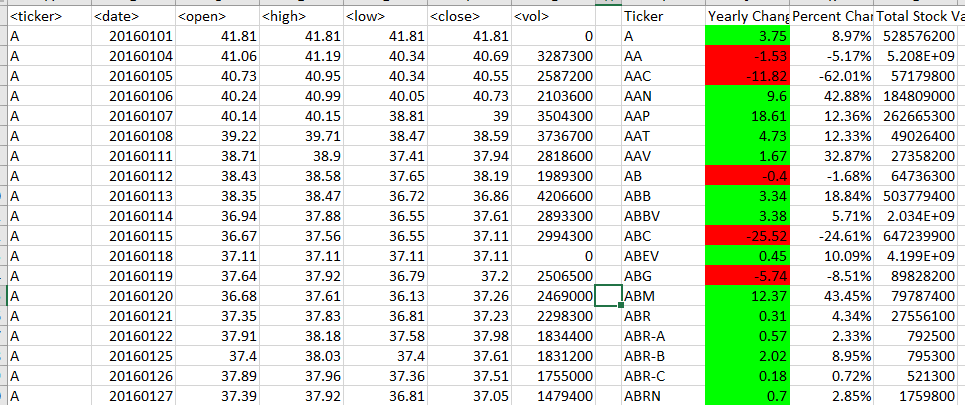 <ticker> <date> <open> <high> <low> <close> <vol> Ticker Yearly Chang Percent Char Total Stock Va
A 20160101 41.81 41.81 41.81 41.81 0 A 3.75 8.97% 528576200
A 20160104 41.06 41.19 40.34 40.69 3287300 AA -1.53 -5.17% 5.208E+09
A 20160105 40.73 40.95 40.34 40.55 2587200 AAC -11.82 -62.01% 57179800
A 20160106 40.24 40.99 40.05 40.73 2103600 AAN 9.6 42.88% 184809000
A 20160107 40.14 40.15 38.81 39 3504300 AAP 18.61 12.36% 262665300
A 20160108 39.22 39.71 38.47 38.59 3736700 AAT 4.73 12.33% 49026400
A 20160111 38.71 38.9 37.41 37.94 2818600 AAV 1.67 32.87% 27358200
A 20160112 38.43 38.58 37.65 38.19 1989300 AB -0.4 -1.68% 64736300
A 20160113 38.35 38.47 36.72 36.86 4206600 ABB 3.34 18.84% 503779400
A 20160114 36.94 37.88 36.55 37.61 2893300 ABBV 3.38 5.71% 2.034E+09
A 20160115 36.67 37.56 36.55 37.11 2994300 ABC -25.52 -24.61% 647239900
A 20160118 37.11 37.11 37.11 37.11 0 ABEV 0.45 10.09% 4.199E+09
A 20160119 37.64 37.92 36.79 37.2 2506500 ABG -5.74 -8.51% 89828200
A 20160120 36.68 37.61 36.13 37.26 2469000 ABM 12.37 43.45% 79787400
A 20160121 37.35 37.83 36.81 37.23 2298300 ABR 0.31 4.34% 27556100
A 20160122 37.91 38.18 37.58 37.98 1834400 ABR-A 0.57 2.33% 792500
A 20160125 37.4 38.03 37.4 37.61 1831200 ABR-B 2.02 8.95% 795300
A 20160126 37.89 37.96 37.36 37.51 1755000 ABR-C 0.18 0.72% 521300
A 20160127 37.39 37.92 36.81 37.05 1479400 ABRN 0.7 2.85% 1759800